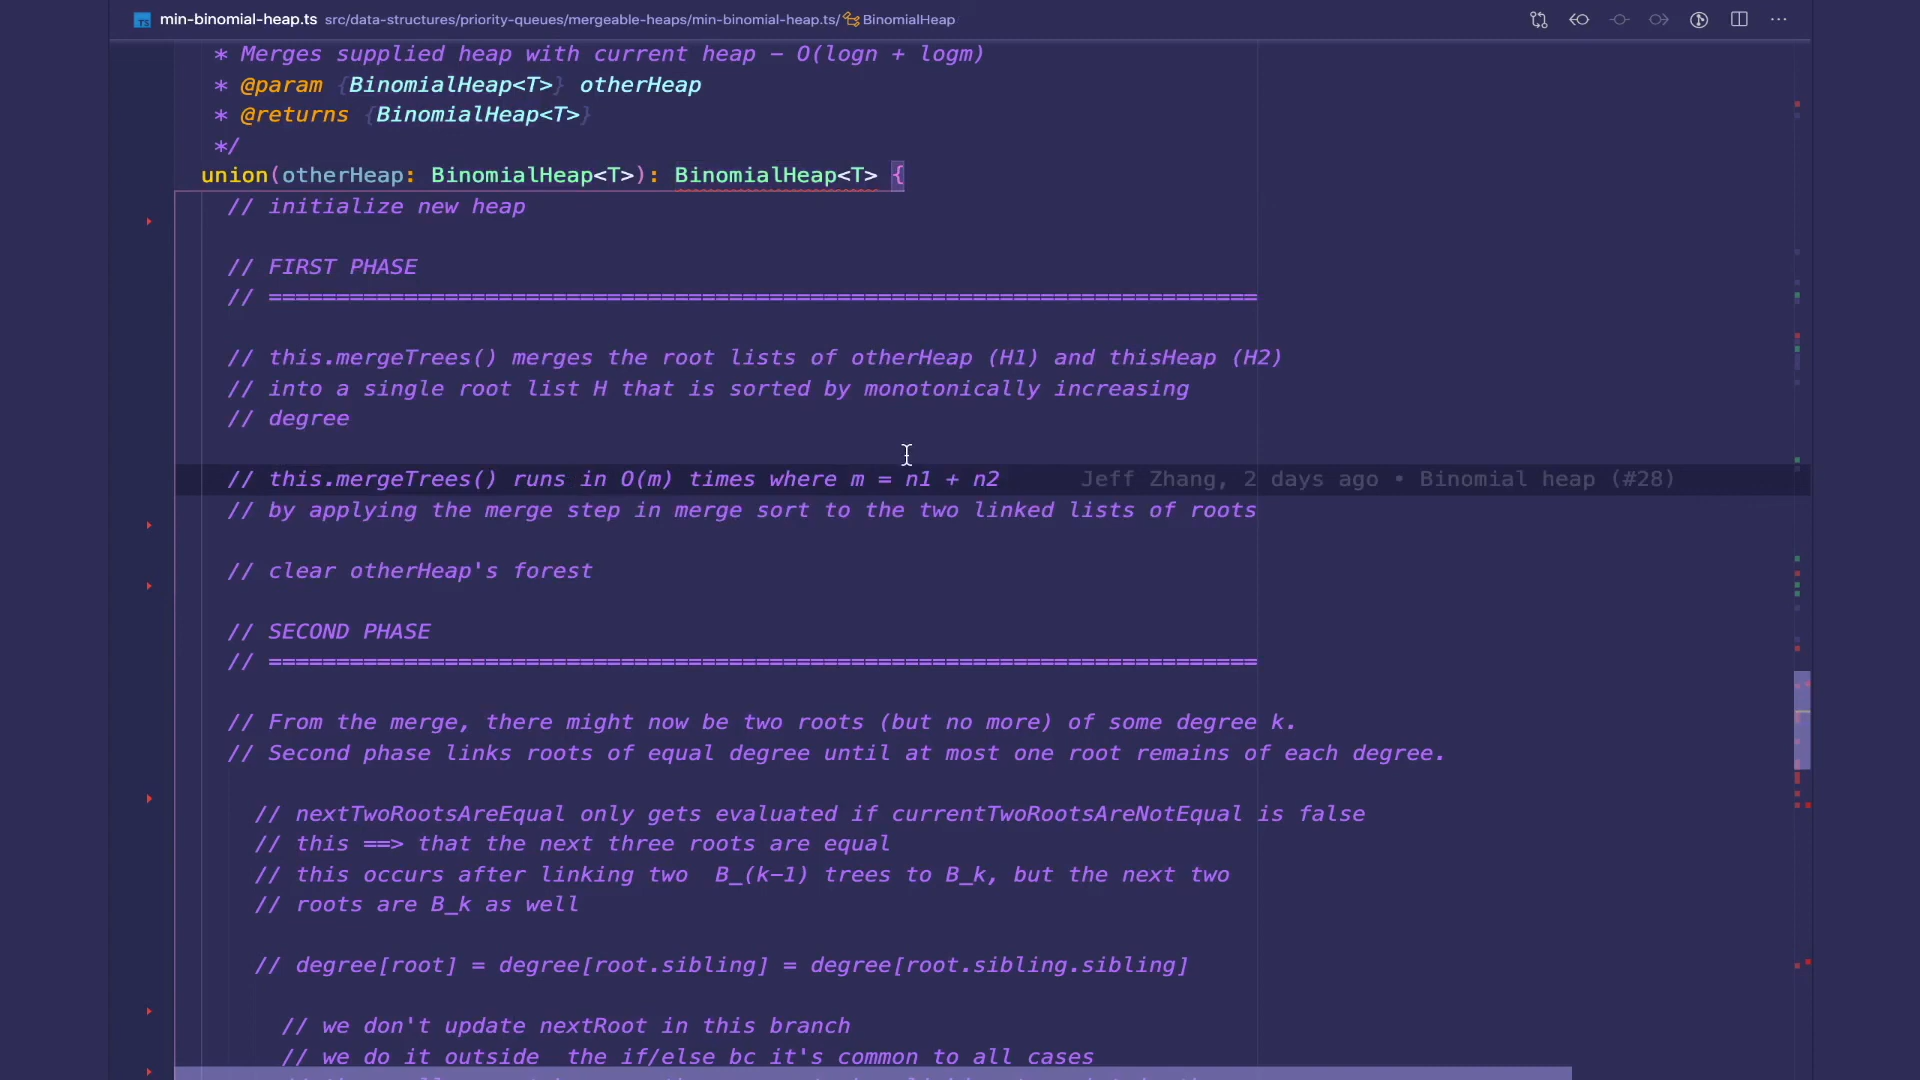 min-binomial-heap.ts src/data-structures/priority-queues/mergeable-heaps/min-binomial-heap.ts/ BinomialHeap
* Merges supplied heap with current heap - O(logn + logm)
* @param {BinomialHeap<T>} otherHeap
* @returns {BinomialHeap<T>}
*/
union(otherHeap: BinomialHeap<T>): BinomialHeap<T> {
// initialize new heap
// FIRST PHASE
// =========================================================================
// this.mergeTrees() merges the root lists of otherHeap (H1) and thisHeap (H2)
// into a single root list H that is sorted by monotonically increasing
// degree
// this.mergeTrees() runs in O(m) times where m = n1 + n2 Jeff Zhang, 2 days ago • Binomial heap (#28)
// by applying the merge step in merge sort to the two linked lists of roots
// clear otherHeap's forest
// SECOND PHASE
// =========================================================================
// From the merge, there might now be two roots (but no more) of some degree k.
// Second phase links roots of equal degree until at most one root remains of each degree.
// nextTwoRootsAreEqual only gets evaluated if currentTwoRootsAreNotEqual is false
// this ==> that the next three roots are equal
// this occurs after linking two  B_(k-1) trees to B_k, but the next two
// roots are B_k as well
// degree[root] = degree[root.sibling] = degree[root.sibling.sibling]
// we don't update nextRoot in this branch
// we do it outside  the if/else bc it's common to all cases